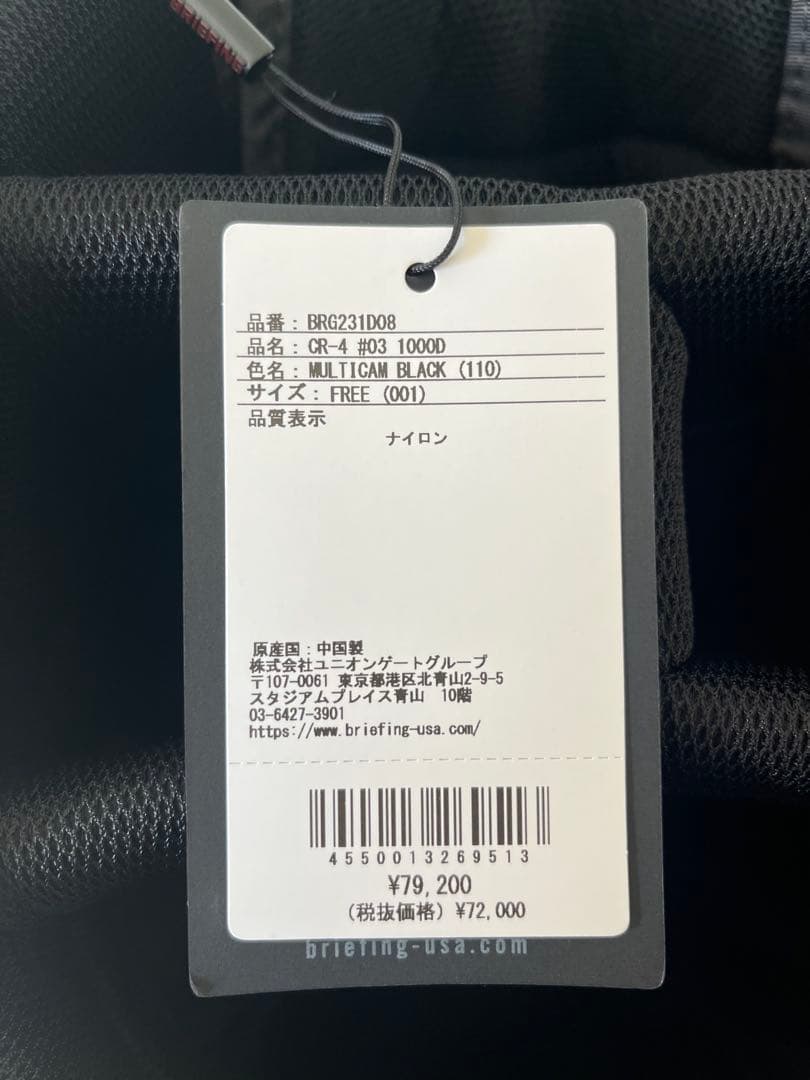 BRIEFING
品番：BRG231D08
品名：CR-4 #03 1000D
色名：MULTICAM BLACK (110)
サイズ：FREE (001)
品質表示
ナイロン
原産国：中国製
株式会社ユニオンゲートグループ
〒107-0061 東京都港区北青山2-9-5
スタジアムプレイス青山　10階
03-6427-3901
https://www.briefing-usa.com/
4550013269513
¥79,200
(税抜価格) ¥72,000
briefing-usa.com